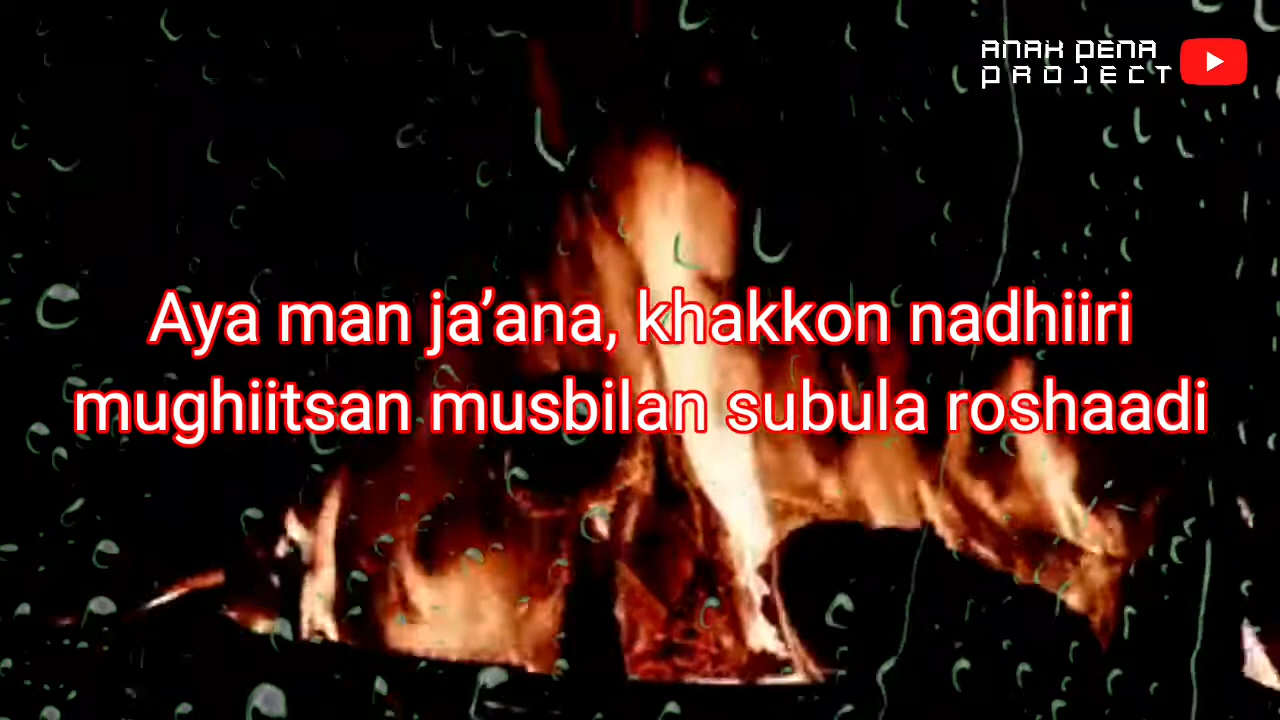 ANAK PENA
PROJECT
Aya man ja’ana, khakkon nadhiiri
mughiitsan musbilan subula roshaadi